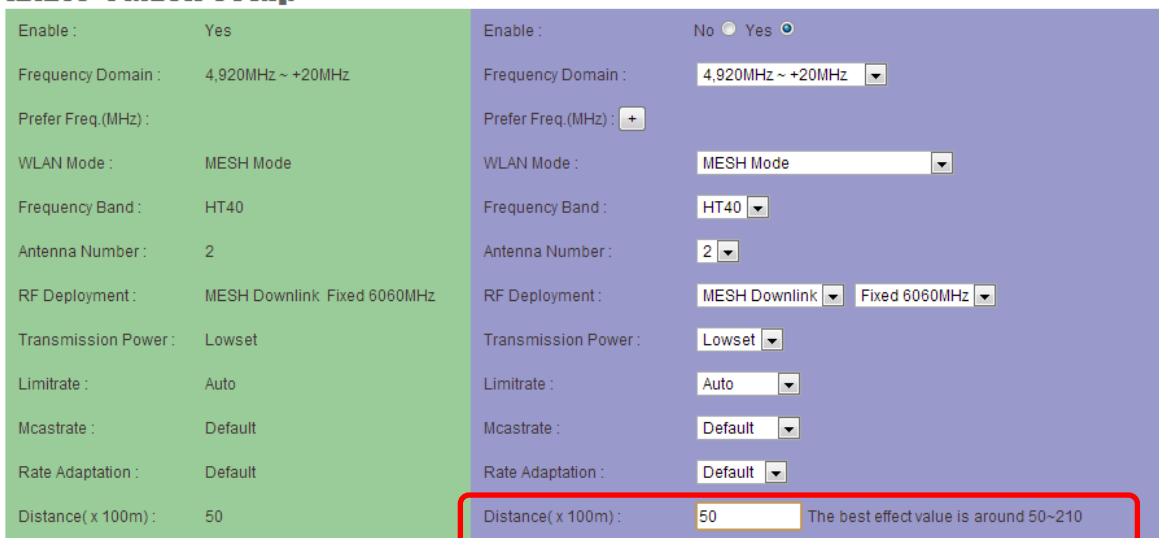 Enable : Yes Enable : No Yes
Frequency Domain : 4,920MHz ~ +20MHz Frequency Domain : 4,920MHz ~ +20MHz
Prefer Freq.(MHz) : Prefer Freq.(MHz) : +
WLAN Mode : MESH Mode WLAN Mode : MESH Mode
Frequency Band : HT40 Frequency Band : HT40
Antenna Number : 2 Antenna Number : 2
RF Deployment : MESH Downlink Fixed 6060MHz RF Deployment : MESH Downlink Fixed 6060MHz
Transmission Power : Lowset Transmission Power : Lowset
Limitrate : Auto Limitrate : Auto
Mcastrate : Default Mcastrate : Default
Rate Adaptation : Default Rate Adaptation : Default
Distance( x 100m) : 50 Distance( x 100m) : 50 The best effect value is around 50~210